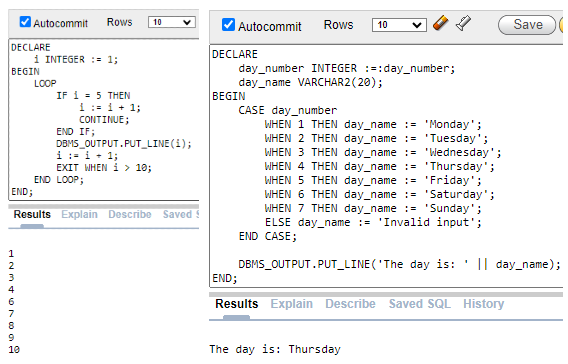 Autocommit Rows 10
DECLARE
    i INTEGER := 1;
BEGIN
    LOOP
        IF i = 5 THEN
            i := i + 1;
            CONTINUE;
        END IF;
        DBMS_OUTPUT.PUT_LINE(i);
        i := i + 1;
        EXIT WHEN i > 10;
    END LOOP;
END;
Results Explain Describe Saved S
1
2
3
4
6
7
8
9
10
Autocommit Rows 10 Save
DECLARE
    day_number INTEGER :=:day_number;
    day_name VARCHAR2(20);
BEGIN
    CASE day_number
        WHEN 1 THEN day_name := 'Monday';
        WHEN 2 THEN day_name := 'Tuesday';
        WHEN 3 THEN day_name := 'Wednesday';
        WHEN 4 THEN day_name := 'Thursday';
        WHEN 5 THEN day_name := 'Friday';
        WHEN 6 THEN day_name := 'Saturday';
        WHEN 7 THEN day_name := 'Sunday';
        ELSE day_name := 'Invalid input';
    END CASE;
    DBMS_OUTPUT.PUT_LINE('The day is: ' || day_name);
END;
Results Explain Describe Saved SQL History
The day is: Thursday